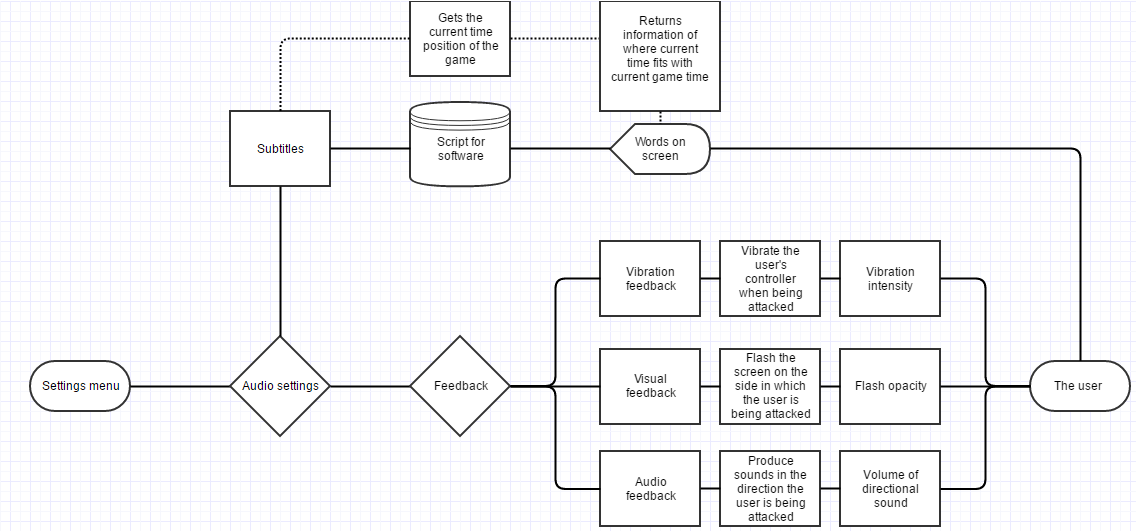 Gets the
current time
position of the
game
Returns
information of
where current
time fits with
current game time
Subtitles
Script for
software
Words on
screen
Vibration
feedback
Vibrate the
user's
controller
when being
attacked
Vibration
intensity
Settings menu
Audio settings
Feedback
Visual
feedback
Flash the
screen on the
side in which
the user is
being attacked
Flash opacity
The user
Audio
feedback
Produce
sounds in the
direction the
user is being
attacked
Volume of
directional
sound